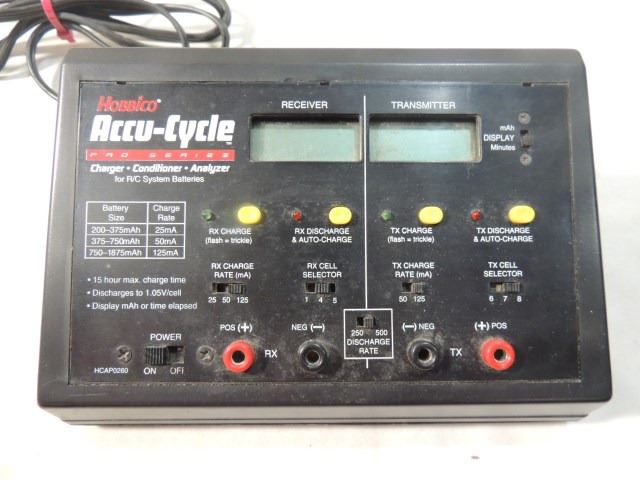 HOBBICO®
Accu-Cycle™
PRO SERIES
Charger • Conditioner • Analyzer
for R/C System Batteries
RECEIVER
TRANSMITTER
mAh
DISPLAY
Minutes
Battery Size Charge Rate
200–375mAh 25mA
375–750mAh 50mA
750–1875mAh 125mA
• 15 hour max. charge time
• Discharges to 1.05V/cell
• Display mAh or time elapsed
RX CHARGE
(flash = trickle)
RX DISCHARGE
& AUTO-CHARGE
TX CHARGE
(flash = trickle)
TX DISCHARGE
& AUTO-CHARGE
RX CHARGE
RATE (mA)
25 50 125
RX CELL
SELECTOR
1 4 5
TX CHARGE
RATE (mA)
50 125
TX CELL
SELECTOR
6 7 8
POWER
ON OFF
HCAP0260
POS (+)
RX
NEG (–)
250 500
DISCHARGE
RATE
(–) NEG
TX
(+) POS